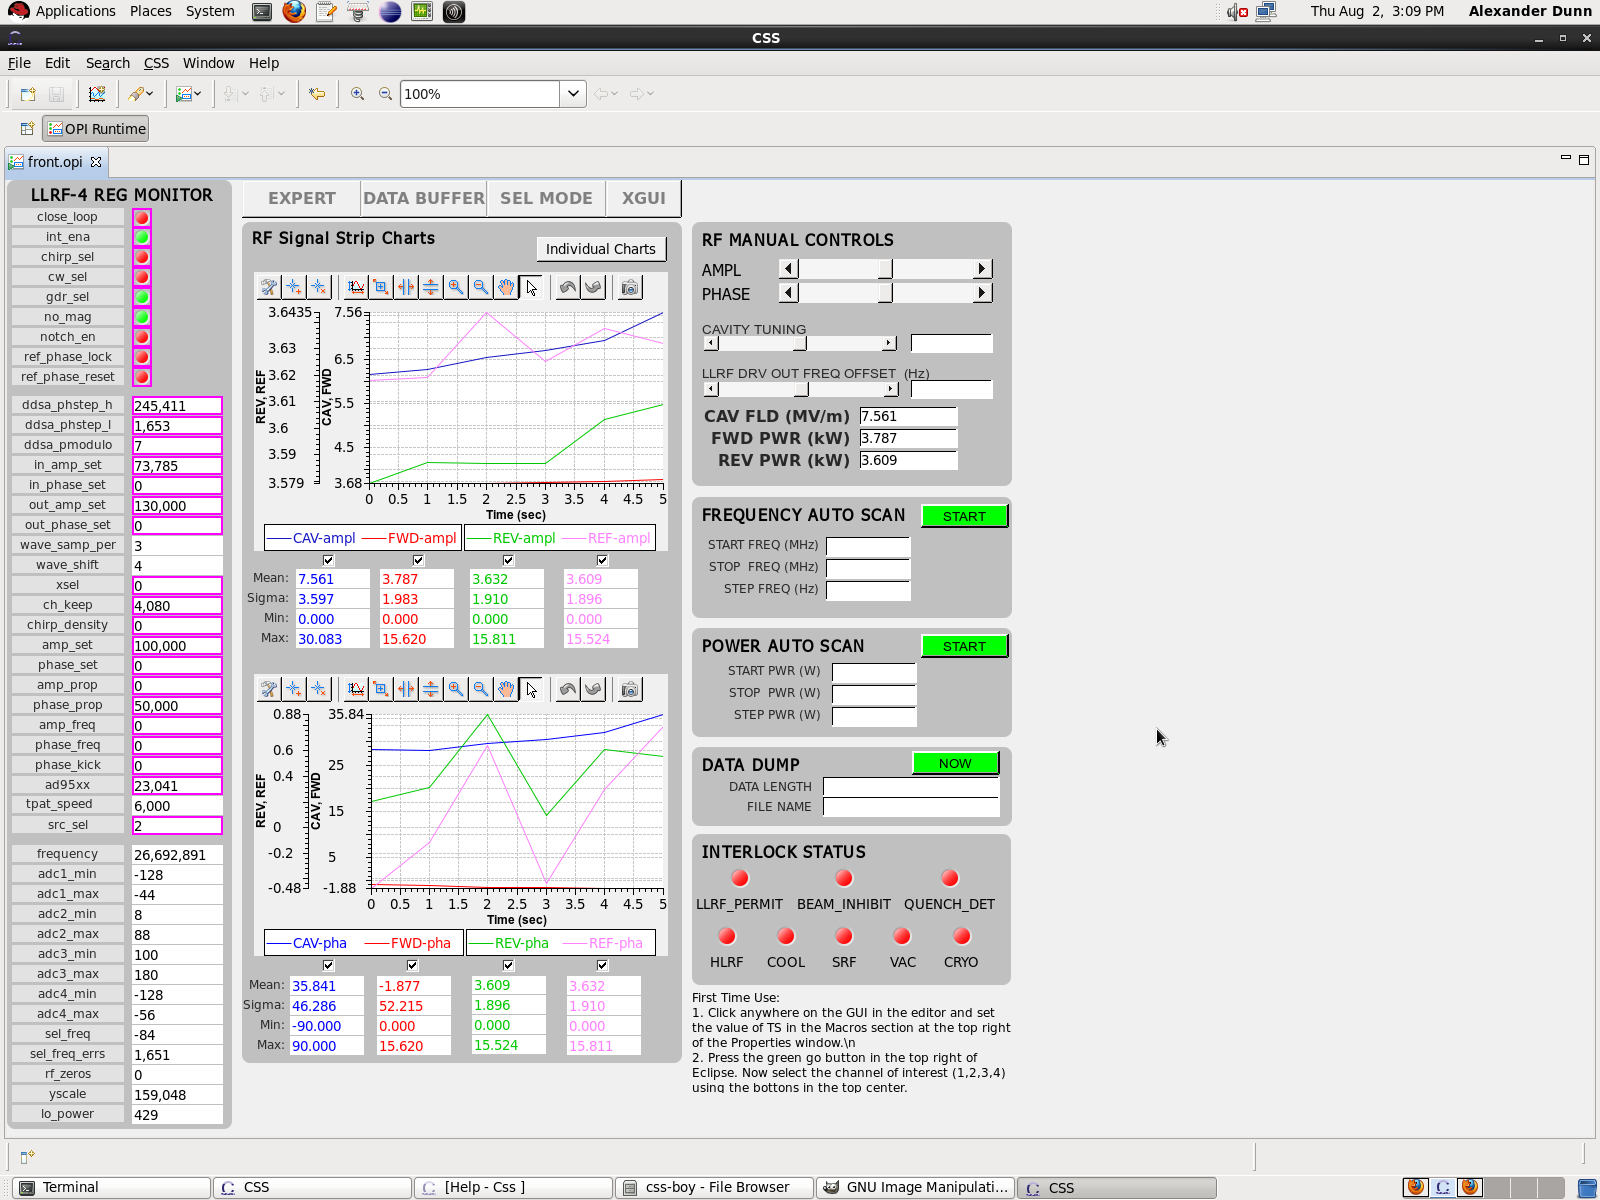 Applications Places System Thu Aug 2, 3:09 PM Alexander Dunn
CSS
File Edit Search CSS Window Help
100%
OPI Runtime
front.opi
LLRF-4 REG MONITOR
close_loop
int_ena
chirp_sel
cw_sel
gdr_sel
no_mag
notch_en
ref_phase_lock
ref_phase_reset
ddsa_phstep_h 245,411
ddsa_phstep_l 1,653
ddsa_pmodulo 7
in_amp_set 73,785
in_phase_set 0
out_amp_set 130,000
out_phase_set 0
wave_samp_per 3
wave_shift 4
xsel 0
ch_keep 4,080
chirp_density 0
amp_set 100,000
phase_set 0
amp_prop 0
phase_prop 50,000
amp_freq 0
phase_freq 0
phase_kick 0
ad95xx 23,041
tpat_speed 6,000
src_sel 2
frequency 26,692,891
adc1_min -128
adc1_max -44
adc2_min 8
adc2_max 88
adc3_min 100
adc3_max 180
adc4_min -128
adc4_max -56
sel_freq -84
sel_freq_errs 1,651
rf_zeros 0
yscale 159,048
lo_power 429
EXPERT DATA BUFFER SEL MODE XGUI
RF Signal Strip Charts
Individual Charts
REV, REF
3.6435
3.63
3.62
3.61
3.6
3.59
3.579
CAV, FWD
7.56
6.5
5.5
4.5
3.68
0 0.5 1 1.5 2 2.5 3 3.5 4 4.5 5
Time (sec)
CAV-ampl FWD-ampl REV-ampl REF-ampl
Mean: 7.561 3.787 3.632 3.609
Sigma: 3.597 1.983 1.910 1.896
Min: 0.000 0.000 0.000 0.000
Max: 30.083 15.620 15.811 15.524
REV, REF
0.88
0.6
0.4
0
-0.2
-0.48
CAV, FWD
35.84
25
15
5
-1.88
0 0.5 1 1.5 2 2.5 3 3.5 4 4.5 5
Time (sec)
CAV-pha FWD-pha REV-pha REF-pha
Mean: 35.841 -1.877 3.609 3.632
Sigma: 46.286 52.215 1.896 1.910
Min: -90.000 0.000 0.000 0.000
Max: 90.000 15.620 15.524 15.811
RF MANUAL CONTROLS
AMPL
PHASE
CAVITY TUNING
LLRF DRV OUT FREQ OFFSET (Hz)
CAV FLD (MV/m) 7.561
FWD PWR (kW) 3.787
REV PWR (kW) 3.609
FREQUENCY AUTO SCAN START
START FREQ (MHz)
STOP FREQ (MHz)
STEP FREQ (Hz)
POWER AUTO SCAN START
START PWR (W)
STOP PWR (W)
STEP PWR (W)
DATA DUMP NOW
DATA LENGTH
FILE NAME
INTERLOCK STATUS
LLRF_PERMIT BEAM_INHIBIT QUENCH_DET
HLRF COOL SRF VAC CRYO
First Time Use:
1. Click anywhere on the GUI in the editor and set
the value of TS in the Macros section at the top right
of the Properties window.\n
2. Press the green go button in the top right of
Eclipse. Now select the channel of interest (1,2,3,4)
using the bottons in the top center.
Terminal CSS [Help - Css ] css-boy - File Browser GNU Image Manipulati... CSS